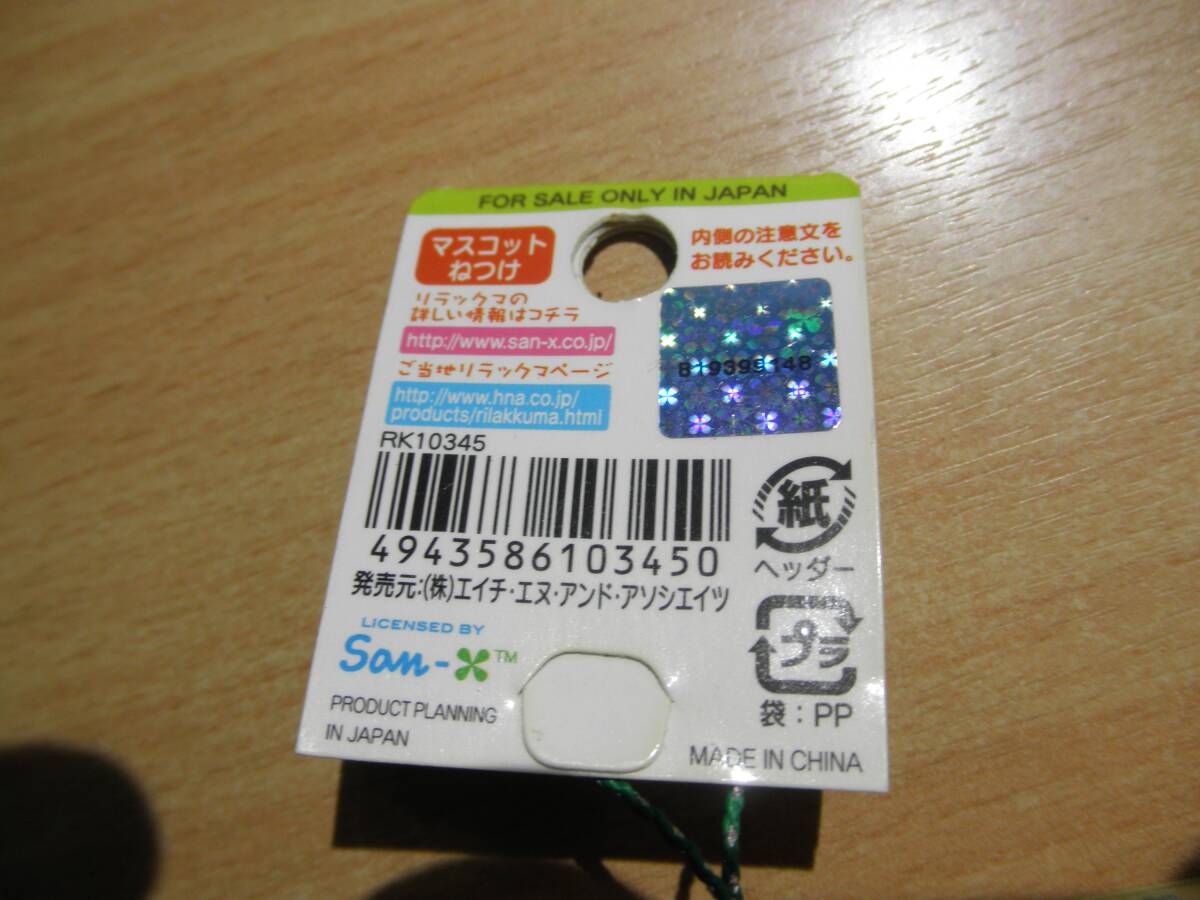 FOR SALE ONLY IN JAPAN
マスコット
ねつけ
内側の注意文を
お読みください。
リラックマの
詳しい情報はコチラ
http://www.san-x.co.jp/
ご当地リラックマページ
http://www.hna.co.jp/
products/rilakkuma.html
B19399148
RK10345
4943586103450
発売元:(株)エイチ・エヌ・アンド・アソシエイツ
紙
ヘッダー
プラ
袋:PP
LICENSED BY
San-X™
PRODUCT PLANNING
IN JAPAN
MADE IN CHINA